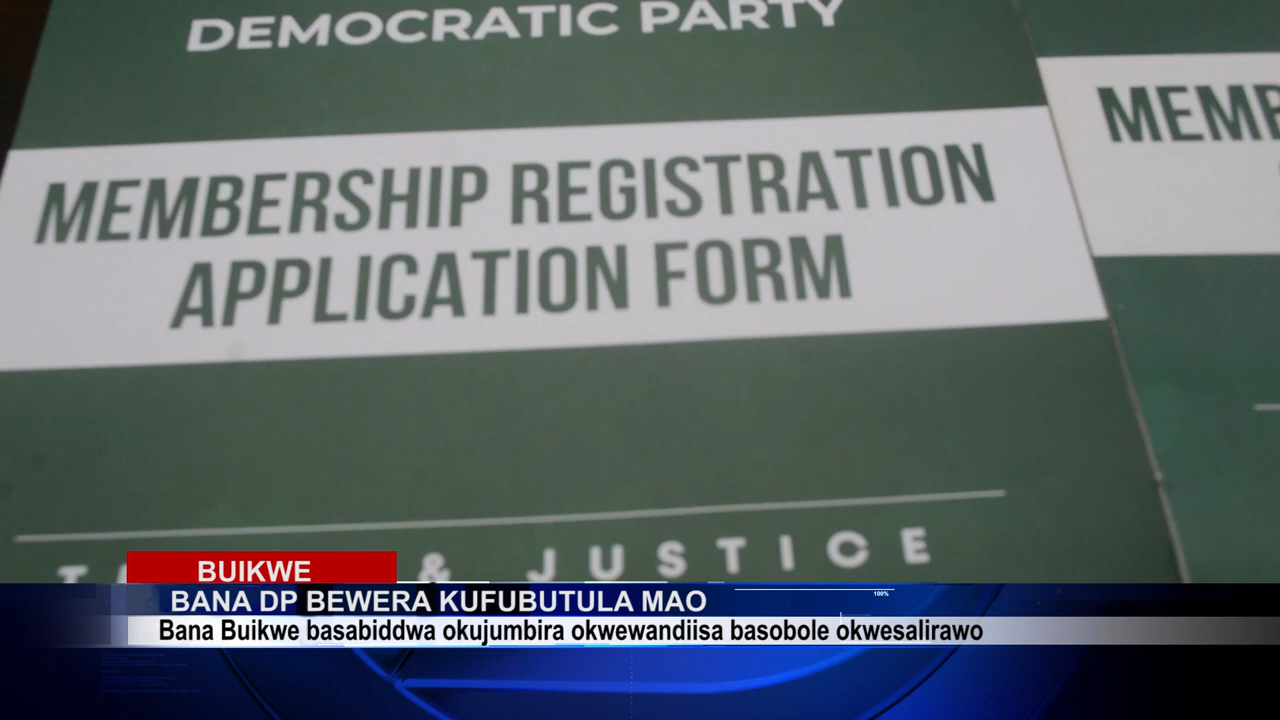 DEMOCRATIC PARTY
MEMBERSHIP REGISTRATION
APPLICATION FORM
& JUSTICE
BUIKWE
BANA DP BEWERA KUFUBUTULA MAO
100%
Bana Buikwe basabiddwa okujumbira okwewandiisa basobole okwesalirawo